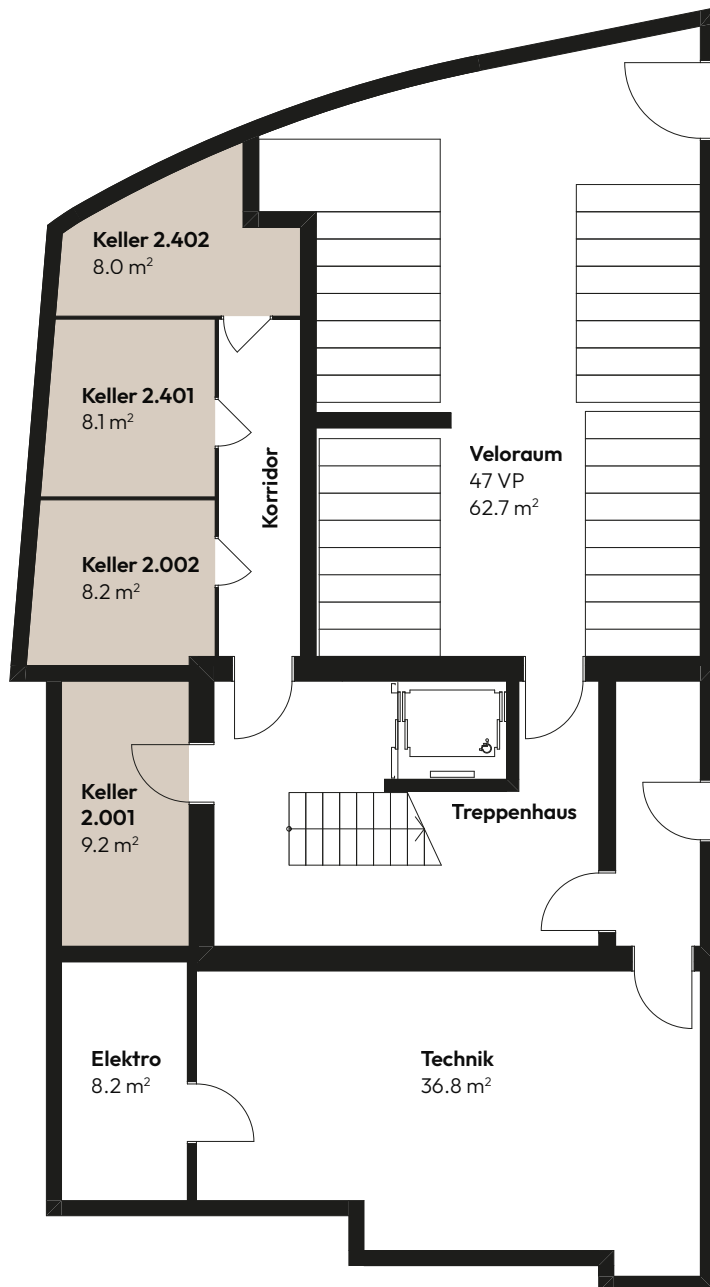 Keller 2.402
8.0 m²
Keller 2.401
8.1 m²
Korridor
Veloraum
47 VP
62.7 m²
Keller 2.002
8.2 m²
Keller
2.001
9.2 m²
Treppenhaus
Elektro
8.2 m²
Technik
36.8 m²